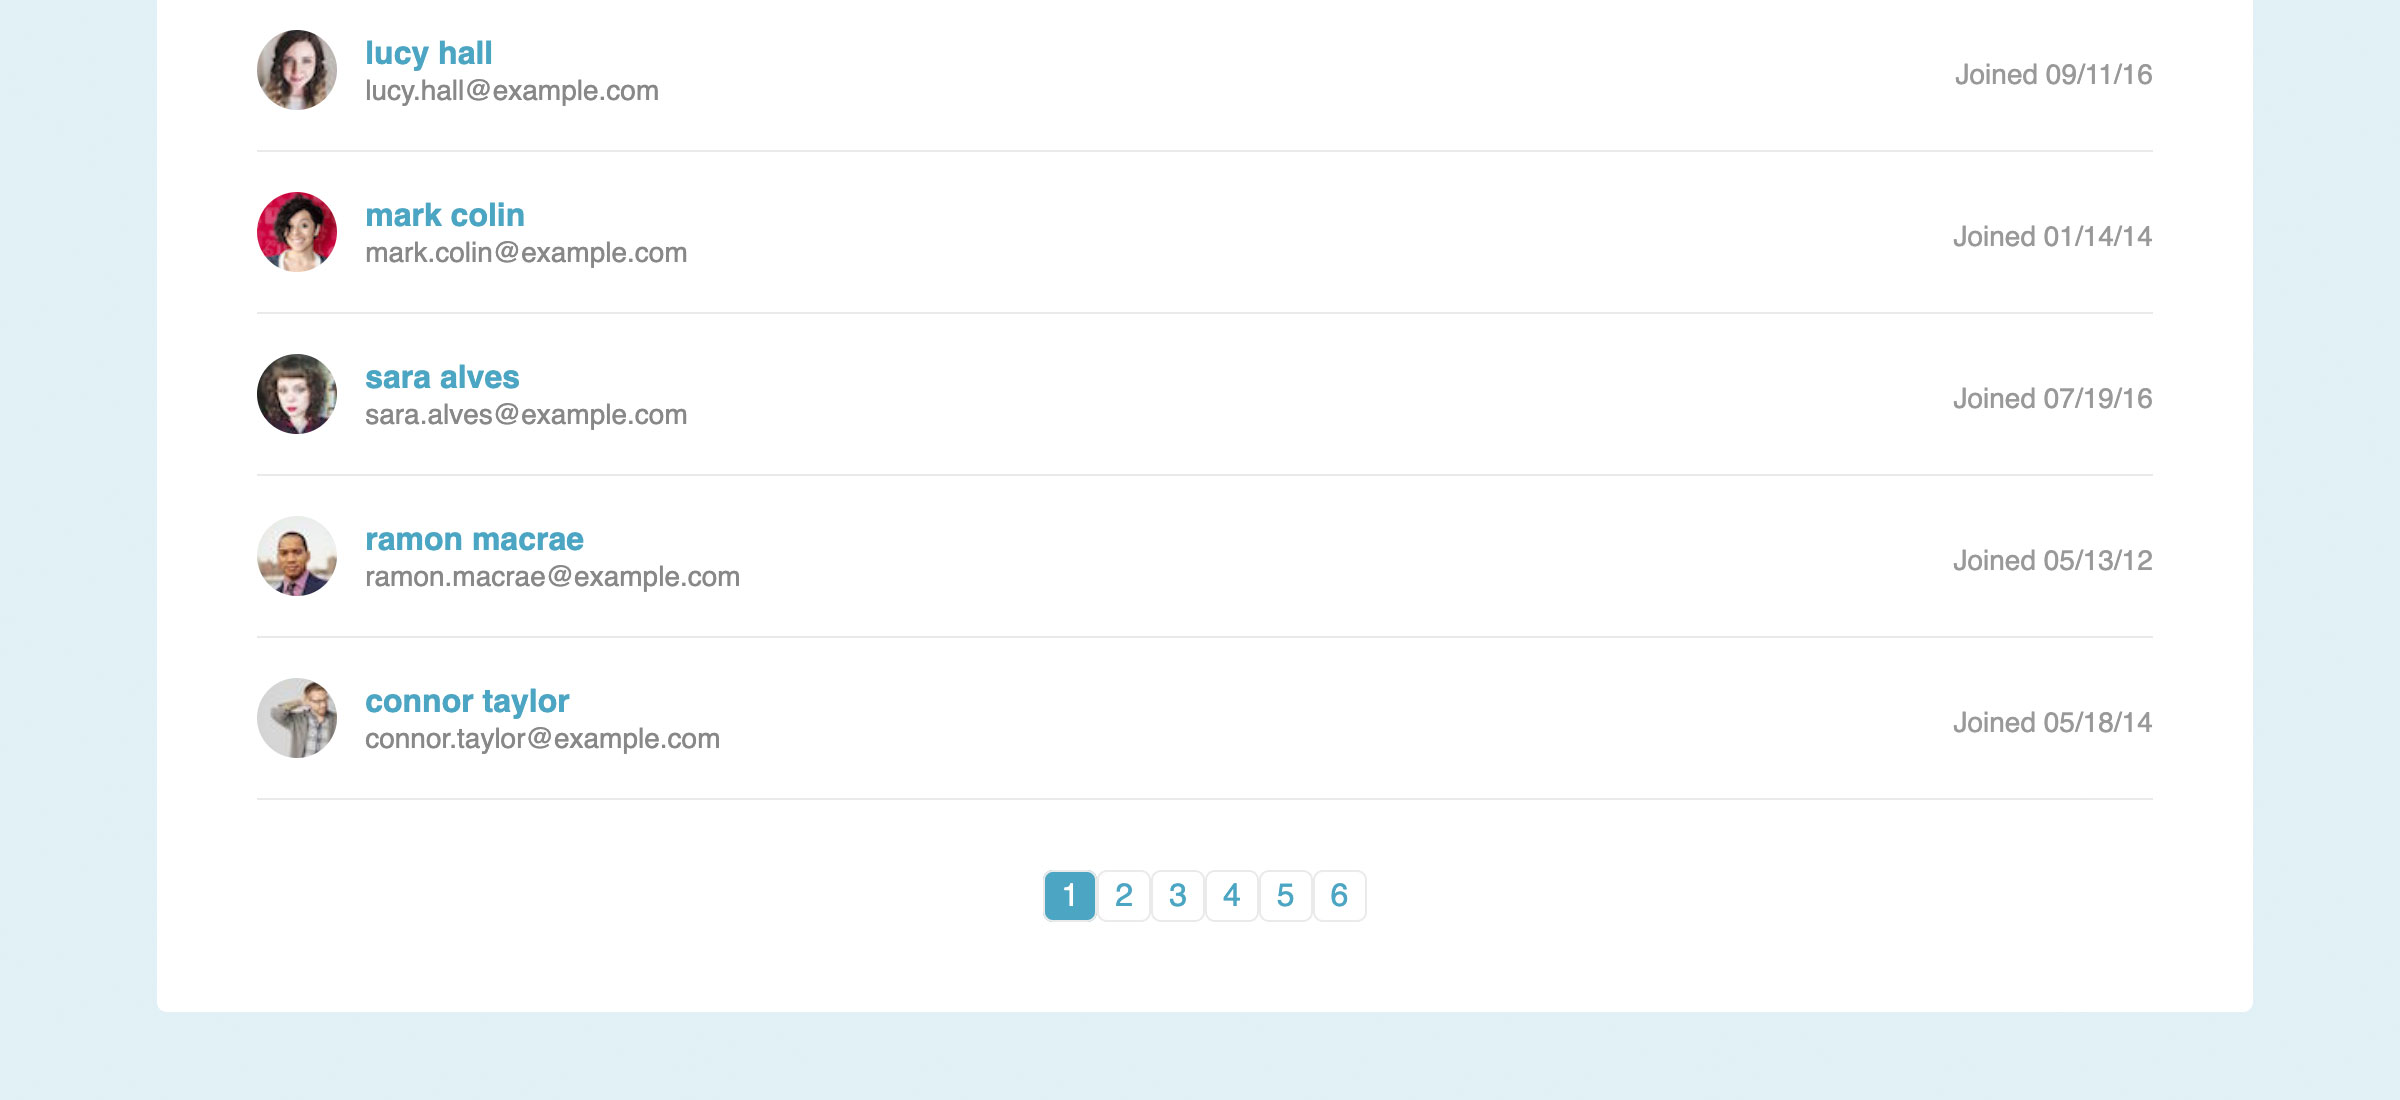 lucy hall
lucy.hall@example.com
Joined 09/11/16
mark colin
mark.colin@example.com
Joined 01/14/14
sara alves
sara.alves@example.com
Joined 07/19/16
ramon macrae
ramon.macrae@example.com
Joined 05/13/12
connor taylor
connor.taylor@example.com
Joined 05/18/14
1 2 3 4 5 6